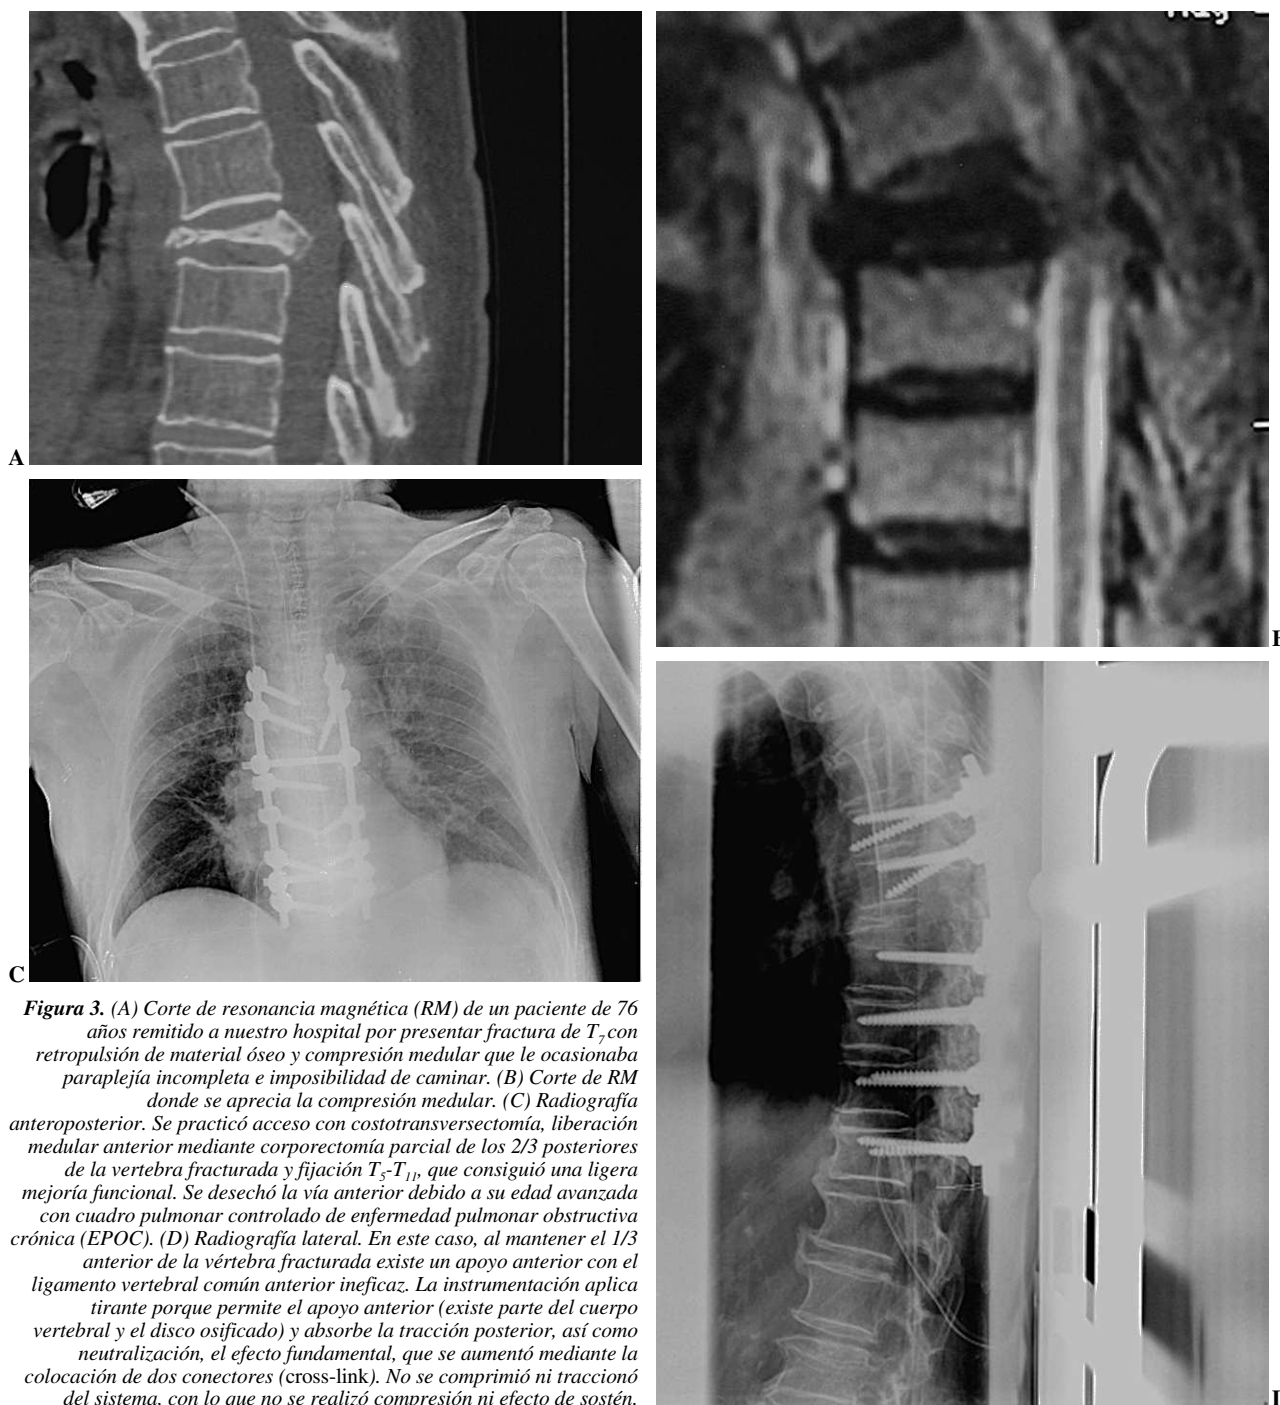 A
B
C
Figura 3. (A) Corte de resonancia magnética (RM) de un paciente de 76
años remitido a nuestro hospital por presentar fractura de T7 con
retropulsión de material óseo y compresión medular que le ocasionaba
paraplejía incompleta e imposibilidad de caminar. (B) Corte de RM
donde se aprecia la compresión medular. (C) Radiografía
anteroposterior. Se practicó acceso con costotransversectomía, liberación
medular anterior mediante corporectomía parcial de los 2/3 posteriores
de la vertebra fracturada y fijación T5-T11, que consiguió una ligera
mejoría funcional. Se desechó la vía anterior debido a su edad avanzada
con cuadro pulmonar controlado de enfermedad pulmonar obstructiva
crónica (EPOC). (D) Radiografía lateral. En este caso, al mantener el 1/3
anterior de la vértebra fracturada existe un apoyo anterior con el
ligamento vertebral común anterior ineficaz. La instrumentación aplica
tirante porque permite el apoyo anterior (existe parte del cuerpo
vertebral y el disco osificado) y absorbe la tracción posterior, así como
neutralización, el efecto fundamental, que se aumentó mediante la
colocación de dos conectores (cross-link). No se comprimió ni traccionó
del sistema, con lo que no se realizó compresión ni efecto de sostén.
D